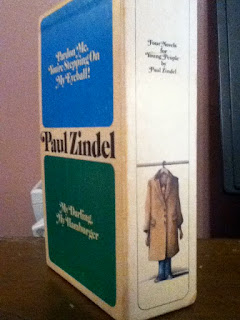 Pardon Me,
You're Stepping On
My Eyeball!
Paul Zindel
My Darling,
My Hamburger
Four Novels
for
Young People
by
Paul Zindel